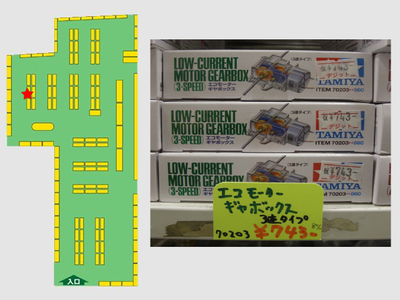 入口
LOW-CURRENT
MOTOR GEARBOX
(3-SPEED) エコモーター
ギヤボックス
TAMIYA
ITEM 70203
LOW-CURRENT
MOTOR GEARBOX
(3-SPEED) エコモーター
ギヤボックス
¥743
TAMIYA
ITEM 70203
LOW-CURRENT
MOTOR GEARBOX
(3-SPEED)
743
TAMIYA
ITEM 70203
エコモーター
ギヤボックス
3速タイプ
70203 ¥743